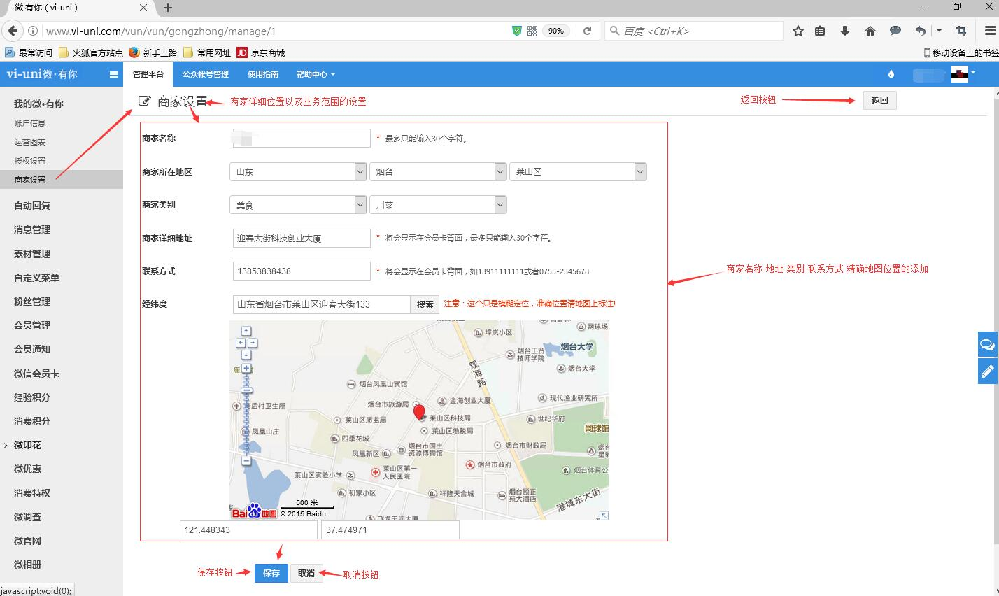 微·有你（ vi-uni ）
www.vi-uni.com/vun/vun/gongzhong/manage/1
90%
百度 <Ctrl+K>
最常访问 火狐官方站点 新手上路 常用网址 JD 京东商城
移动设备上的书签
vi-uni微·有你
管理平台 公众帐号管理 使用指南 帮助中心
我的微•有你
账户信息
运营图表
授权设置
商家设置
自动回复
消息管理
素材管理
自定义菜单
粉丝管理
会员管理
会员通知
微信会员卡
经验积分
消费积分
微印花
微优惠
消费特权
微调查
微官网
微相册
javascript:void(0);
商家设置
商家详细位置以及业务范围的设置
返回按钮
返回
商家名称 * 最多只能输入30个字符。
商家所在地区 山东 烟台 莱山区
商家类别 美食 川菜
商家详细地址 迎春大街科技创业大厦 * 将会显示在会员卡背面，最多只能输入30个字符。
联系方式 13853838438 * 将会显示在会员卡背面，如13911111111或者0755-2345678
商家名称 地址 类别 联系方式 精确地图位置的添加
经纬度 山东省烟台市莱山区迎春大街133 搜索 注意：这个只是模糊定位，准确位置请地图上标注!
网球场
埠岚小区
烟台大学
烟台工贸
技师学院
烟台大学
观海路
烟台凤凰山宾馆
现代渔业研究所
金海创业大厦
烟台市旅游局
后村卫生所
莱山区科技局
莱山区质监局
世纪华府
网球馆
凤凰山庄
莱山区地税局
四季花城
烟台市国土
资源博物馆
烟台市财政局
凤凰新区
烟台市政府
莱山区第一
人民医院
烟台体育公
莱山区实验小学
初家小区
祥隆天合城
烟台颐正
苑大酒店
港城东大街
500 米
Baidu地图
© 2015 Baidu
飞龙天润大厦
121.448343 37.474971
保存按钮 保存 取消 取消按钮